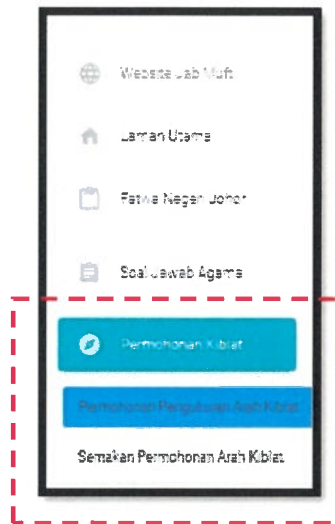 Website Jab Mufti
Laman Utama
Fatwa Negeri Johor
Soal Jawab Agama
Permohonan Kiblat
Permohonan Pengukuran Arah Kiblat
Semakan Permohonan Arah Kiblat